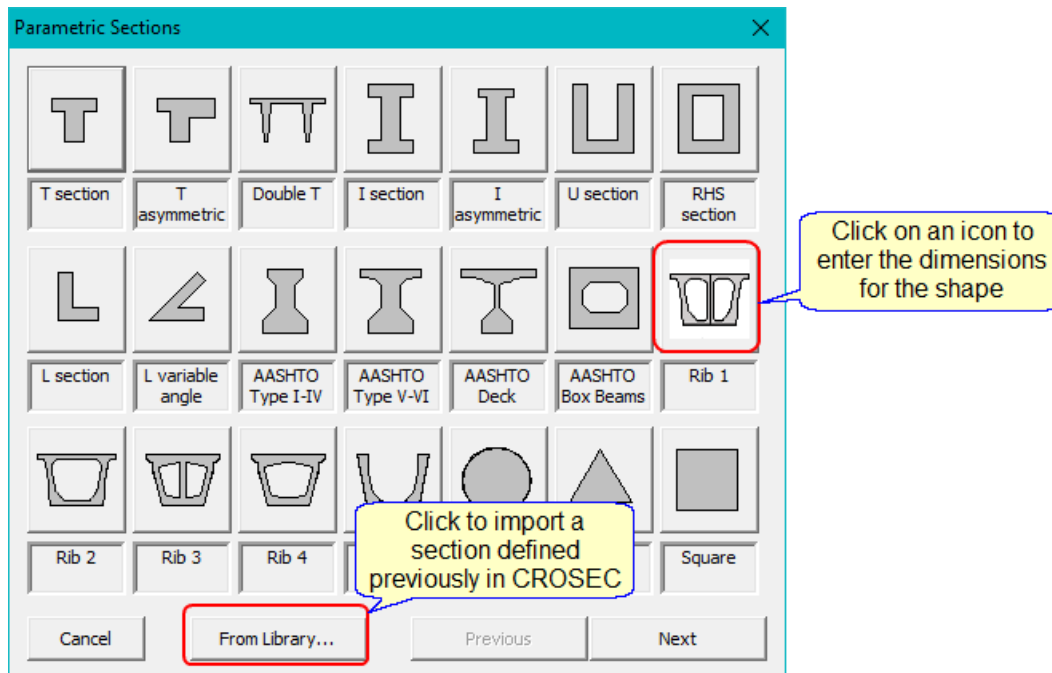 Parametric Sections
T section
T
asymmetric
Double T
I section
I
asymmetric
U section
RHS
section
Click on an icon to
enter the dimensions
for the shape
L section
L variable
angle
AASHTO
Type I-IV
AASHTO
Type V-VI
AASHTO
Deck
AASHTO
Box Beams
Rib 1
Click to import a
section defined
previously in CROSEC
Rib 2
Rib 3
Rib 4
Square
Cancel
From Library...
Previous
Next